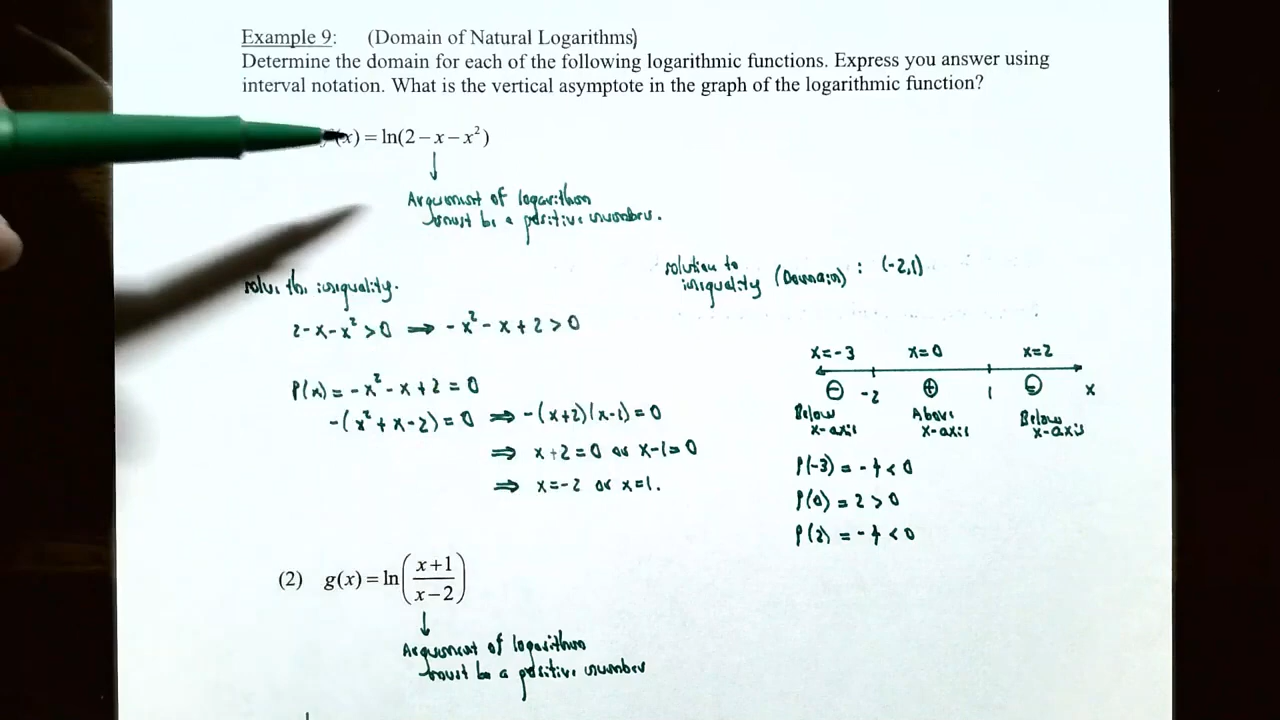 Example 9: (Domain of Natural Logarithms)
Determine the domain for each of the following logarithmic functions. Express you answer using
interval notation. What is the vertical asymptote in the graph of the logarithmic function?
(x) = ln(2 − x − x²)
↓
Argument of logarithm
must be a positive number.
solution to
inequality (Domain) : (-2,1)
solve the inequality.
2-x-x²>0 ⇒ -x²-x+2>0
x=-3 x=0 x=2
⊖ -2 ⊕ 1 ⊖ x
Below x-axis Above x-axis Below x-axis
P(x) = -x²-x+2=0
-(x²+x-2)=0 ⇒ -(x+2)(x-1)=0
⇒ x+2=0 or x-1=0
⇒ x=-2 or x=1.
P(-3) = -4<0
P(0) = 2>0
P(2) = -4<0
(2) g(x) = ln((x+1)/(x−2))
↓
Argument of logarithm
must be a positive number